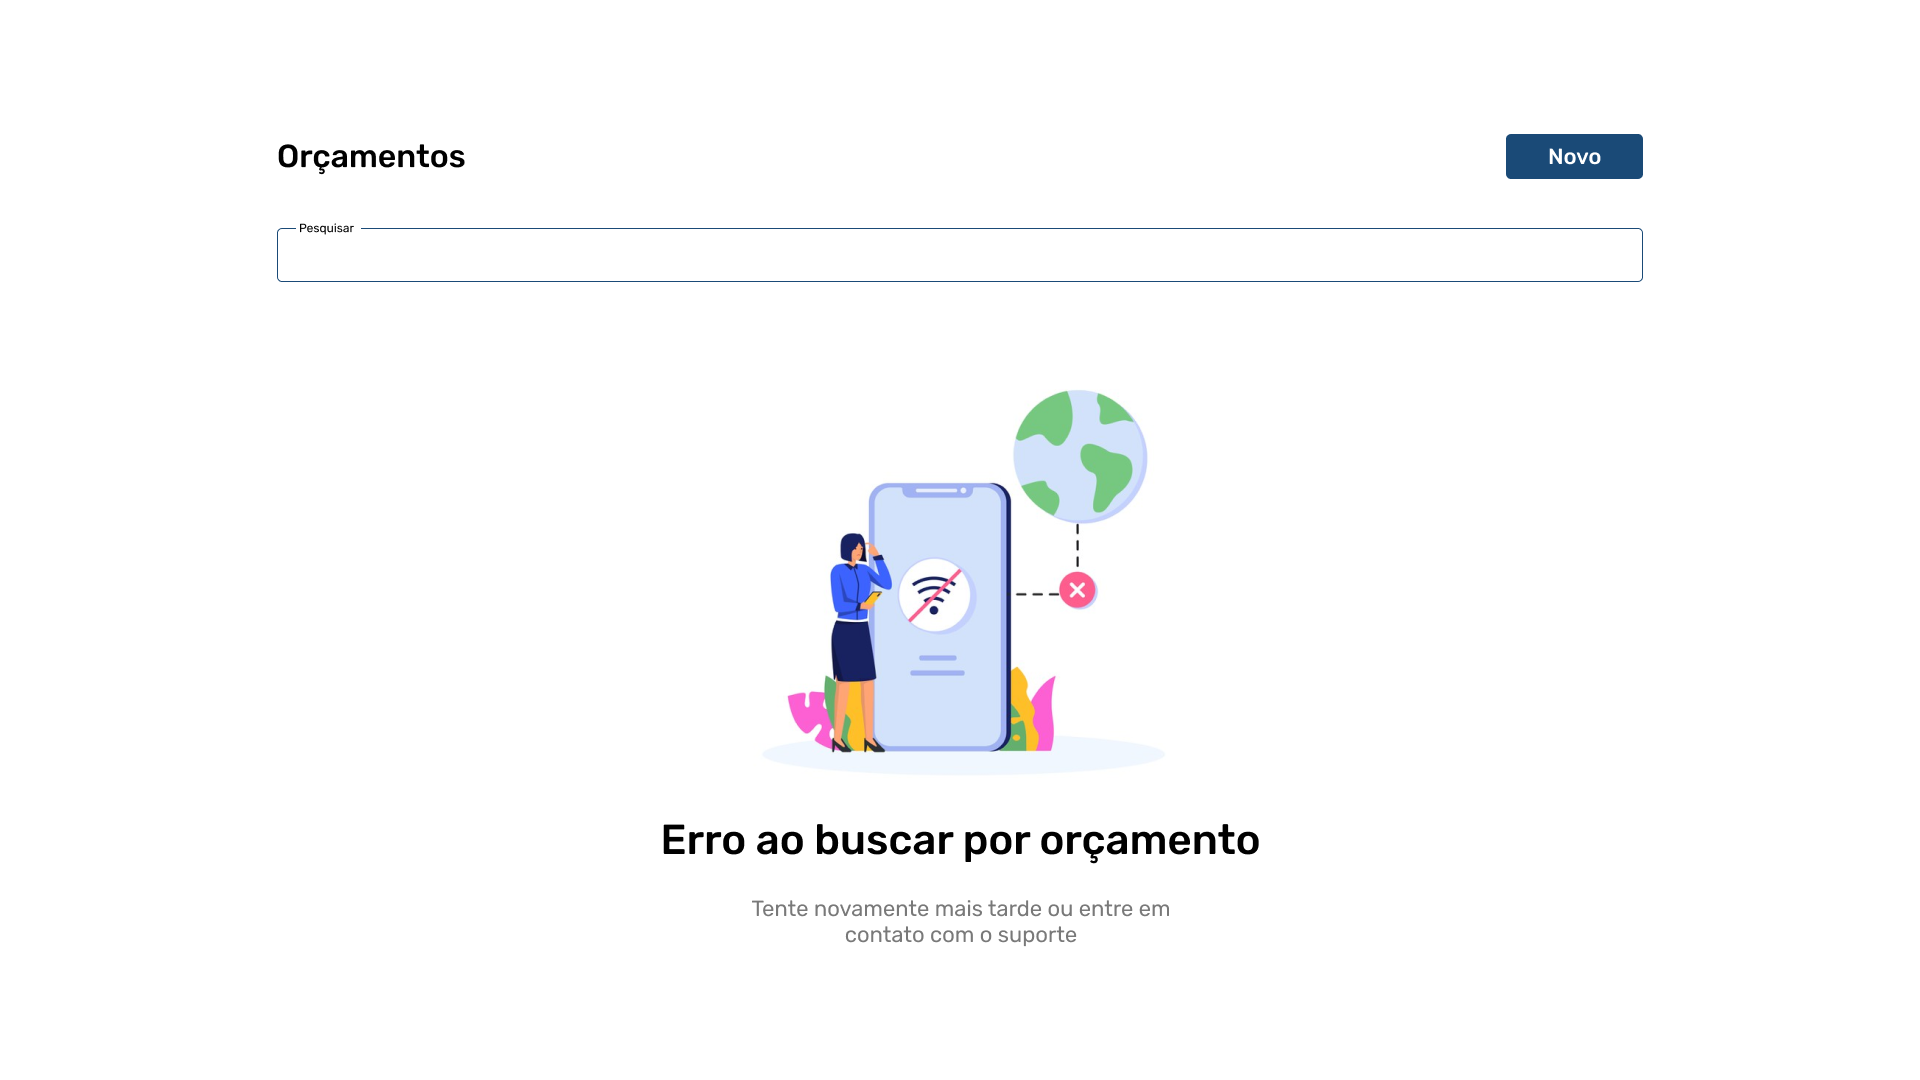 Orçamentos
Novo
Pesquisar
Erro ao buscar por orçamento
Tente novamente mais tarde ou entre em
contato com o suporte